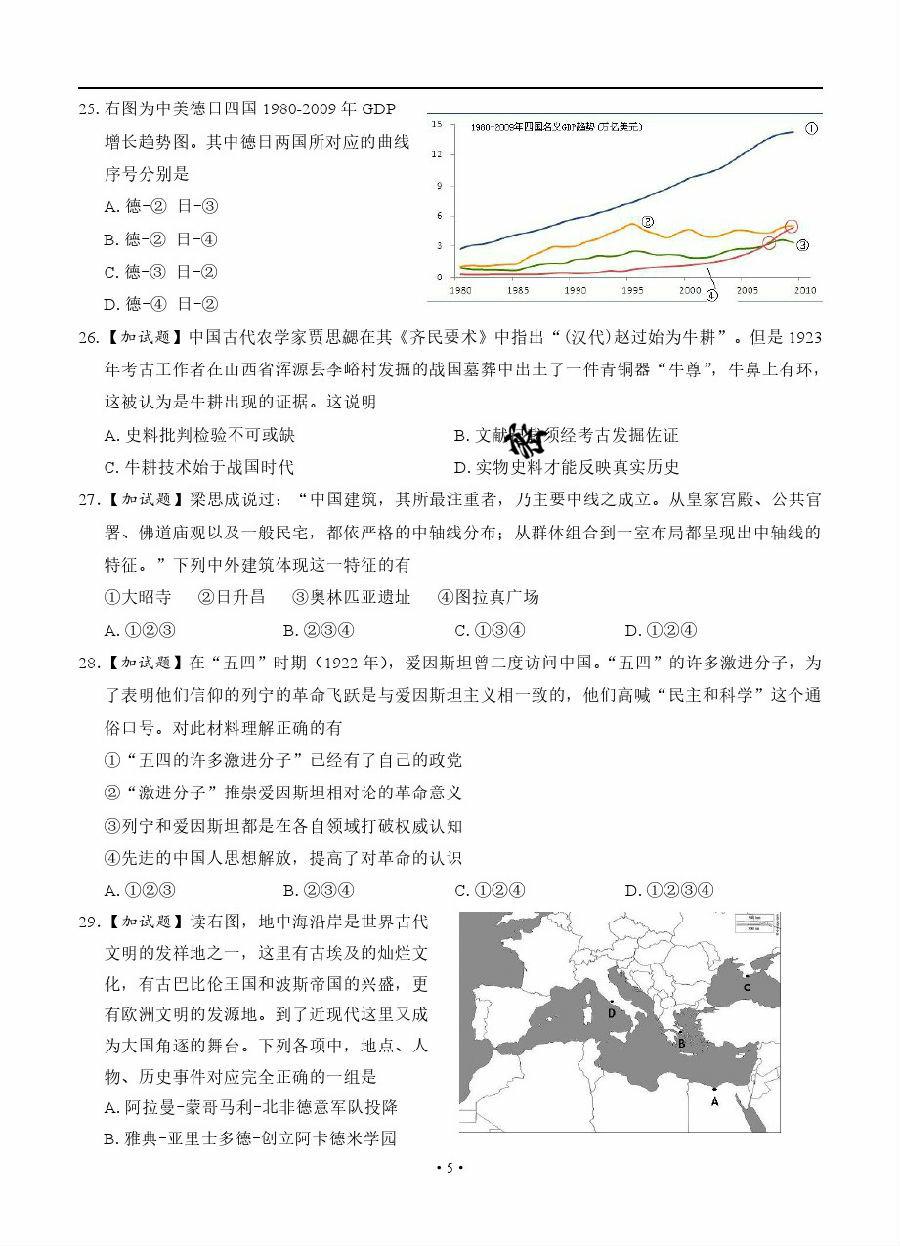 25. 右图为中美德日四国 1980-2009 年 GDP
增长趋势图。其中德日两国所对应的曲线
序号分别是
A. 德-② 日-③
B. 德-② 日-④
C. 德-③ 日-②
D. 德-④ 日-②
1980-2009年四国名义GDP趋势(万亿美元)
15
12
9
6
3
0
1980 1985 1990 1995 2000 2005 2010
①
②
③
④
26.【加试题】中国古代农学家贾思勰在其《齐民要术》中指出“(汉代)赵过始为牛耕”。但是 1923
年考古工作者在山西省浑源县李峪村发掘的战国墓葬中出土了一件青铜器“牛尊”，牛鼻上有环，
这被认为是牛耕出现的证据。这说明
A. 史料批判检验不可或缺 B. 文献 须经考古发掘佐证
C. 牛耕技术始于战国时代 D. 实物史料才能反映真实历史
27.【加试题】梁思成说过：“中国建筑，其所最注重者，乃主要中线之成立。从皇家宫殿、公共官
署、佛道庙观以及一般民宅，都依严格的中轴线分布；从群体组合到一室布局都呈现出中轴线的
特征。”下列中外建筑体现这一特征的有
①大昭寺 ②日升昌 ③奥林匹亚遗址 ④图拉真广场
A. ①②③ B. ②③④ C. ①③④ D. ①②④
28.【加试题】在“五四”时期（1922 年），爱因斯坦曾二度访问中国。“五四”的许多激进分子，为
了表明他们信仰的列宁的革命飞跃是与爱因斯坦主义相一致的，他们高喊“民主和科学”这个通
俗口号。对此材料理解正确的有
①“五四的许多激进分子”已经有了自己的政党
②“激进分子”推崇爱因斯坦相对论的革命意义
③列宁和爱因斯坦都是在各自领域打破权威认知
④先进的中国人思想解放，提高了对革命的认识
A. ①②③ B. ②③④ C. ①②④ D. ①②③④
29.【加试题】读右图，地中海沿岸是世界古代
文明的发祥地之一，这里有古埃及的灿烂文
化，有古巴比伦王国和波斯帝国的兴盛，更
有欧洲文明的发源地。到了近现代这里又成
为大国角逐的舞台。下列各项中，地点、人
物、历史事件对应完全正确的一组是
A. 阿拉曼-蒙哥马利-北非德意军队投降
B. 雅典-亚里士多德-创立阿卡德米学园
C
D
B
A
·5·